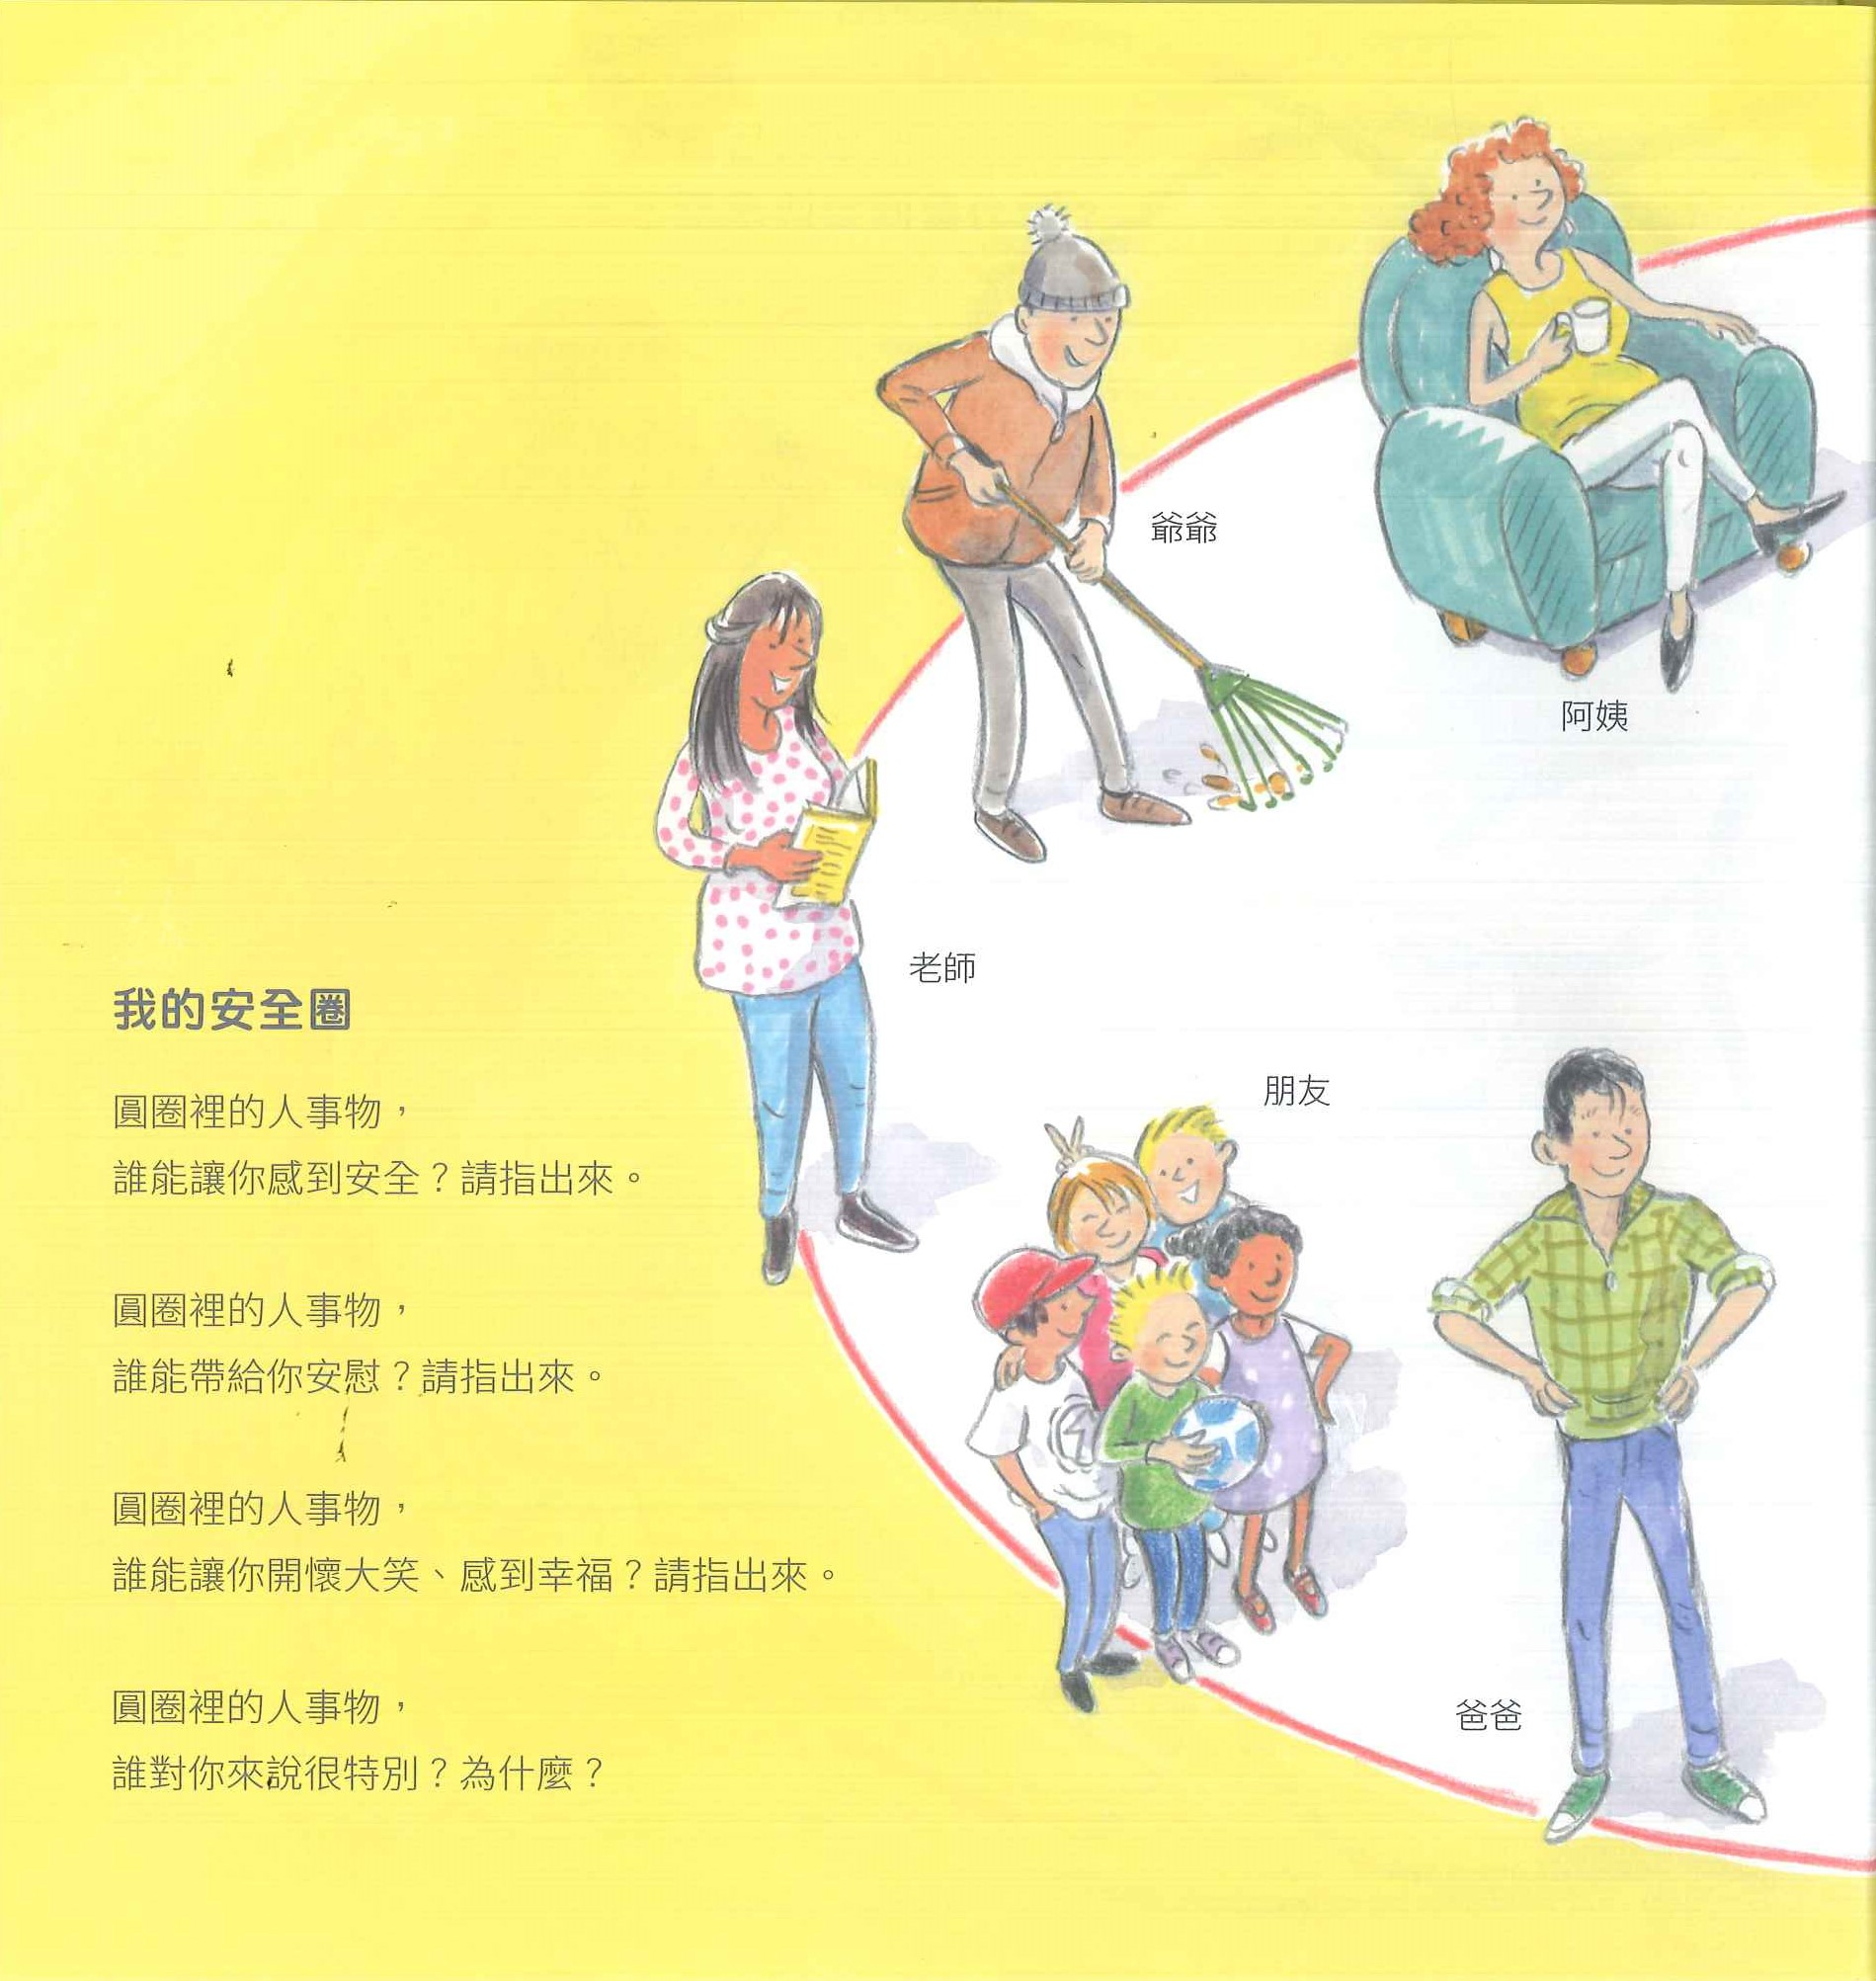 我的安全圈
圓圈裡的人事物，
誰能讓你感到安全？請指出來。
圓圈裡的人事物，
誰能帶給你安慰？請指出來。
圓圈裡的人事物，
誰能讓你開懷大笑、感到幸福？請指出來。
圓圈裡的人事物，
誰對你來說很特別？為什麼？
爺爺
阿姨
老師
朋友
爸爸